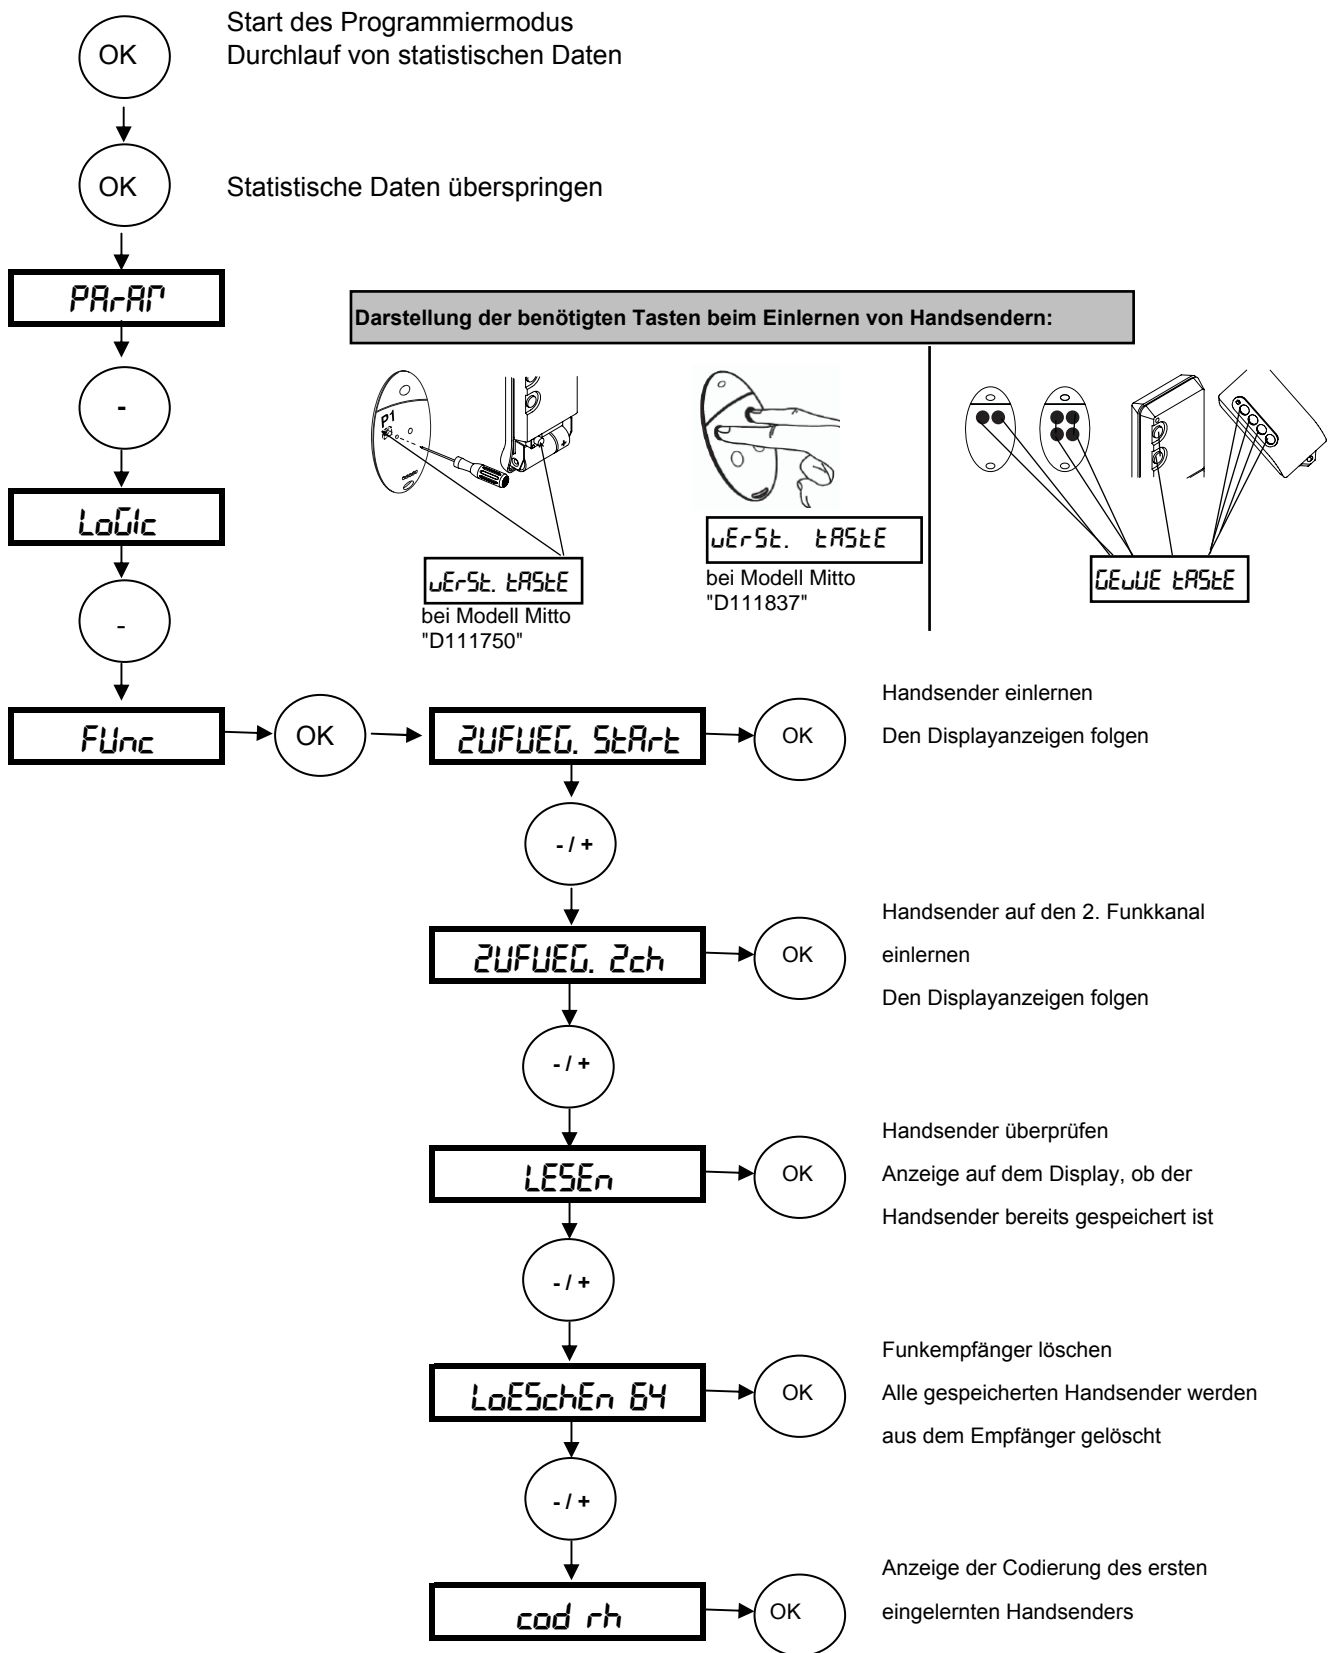 Start des Programmiermodus
OK
Durchlauf von statistischen Daten
OK
Statistische Daten überspringen
PArAM
-
LoGIc
-
FUnc
OK
Darstellung der benötigten Tasten beim Einlernen von Handsendern:
P1
vErSt. tAStE
bei Modell Mitto
"D111750"
vErSt. tAStE
bei Modell Mitto
"D111837"
GEwUE tAStE
ZUFUEG. StArt
OK
Handsender einlernen
Den Displayanzeigen folgen
- / +
ZUFUEG. 2ch
OK
Handsender auf den 2. Funkkanal
einlernen
Den Displayanzeigen folgen
- / +
LESEn
OK
Handsender überprüfen
Anzeige auf dem Display, ob der
Handsender bereits gespeichert ist
- / +
LoESchEn 64
OK
Funkempfänger löschen
Alle gespeicherten Handsender werden
aus dem Empfänger gelöscht
- / +
cod rh
OK
Anzeige der Codierung des ersten
eingelernten Handsenders